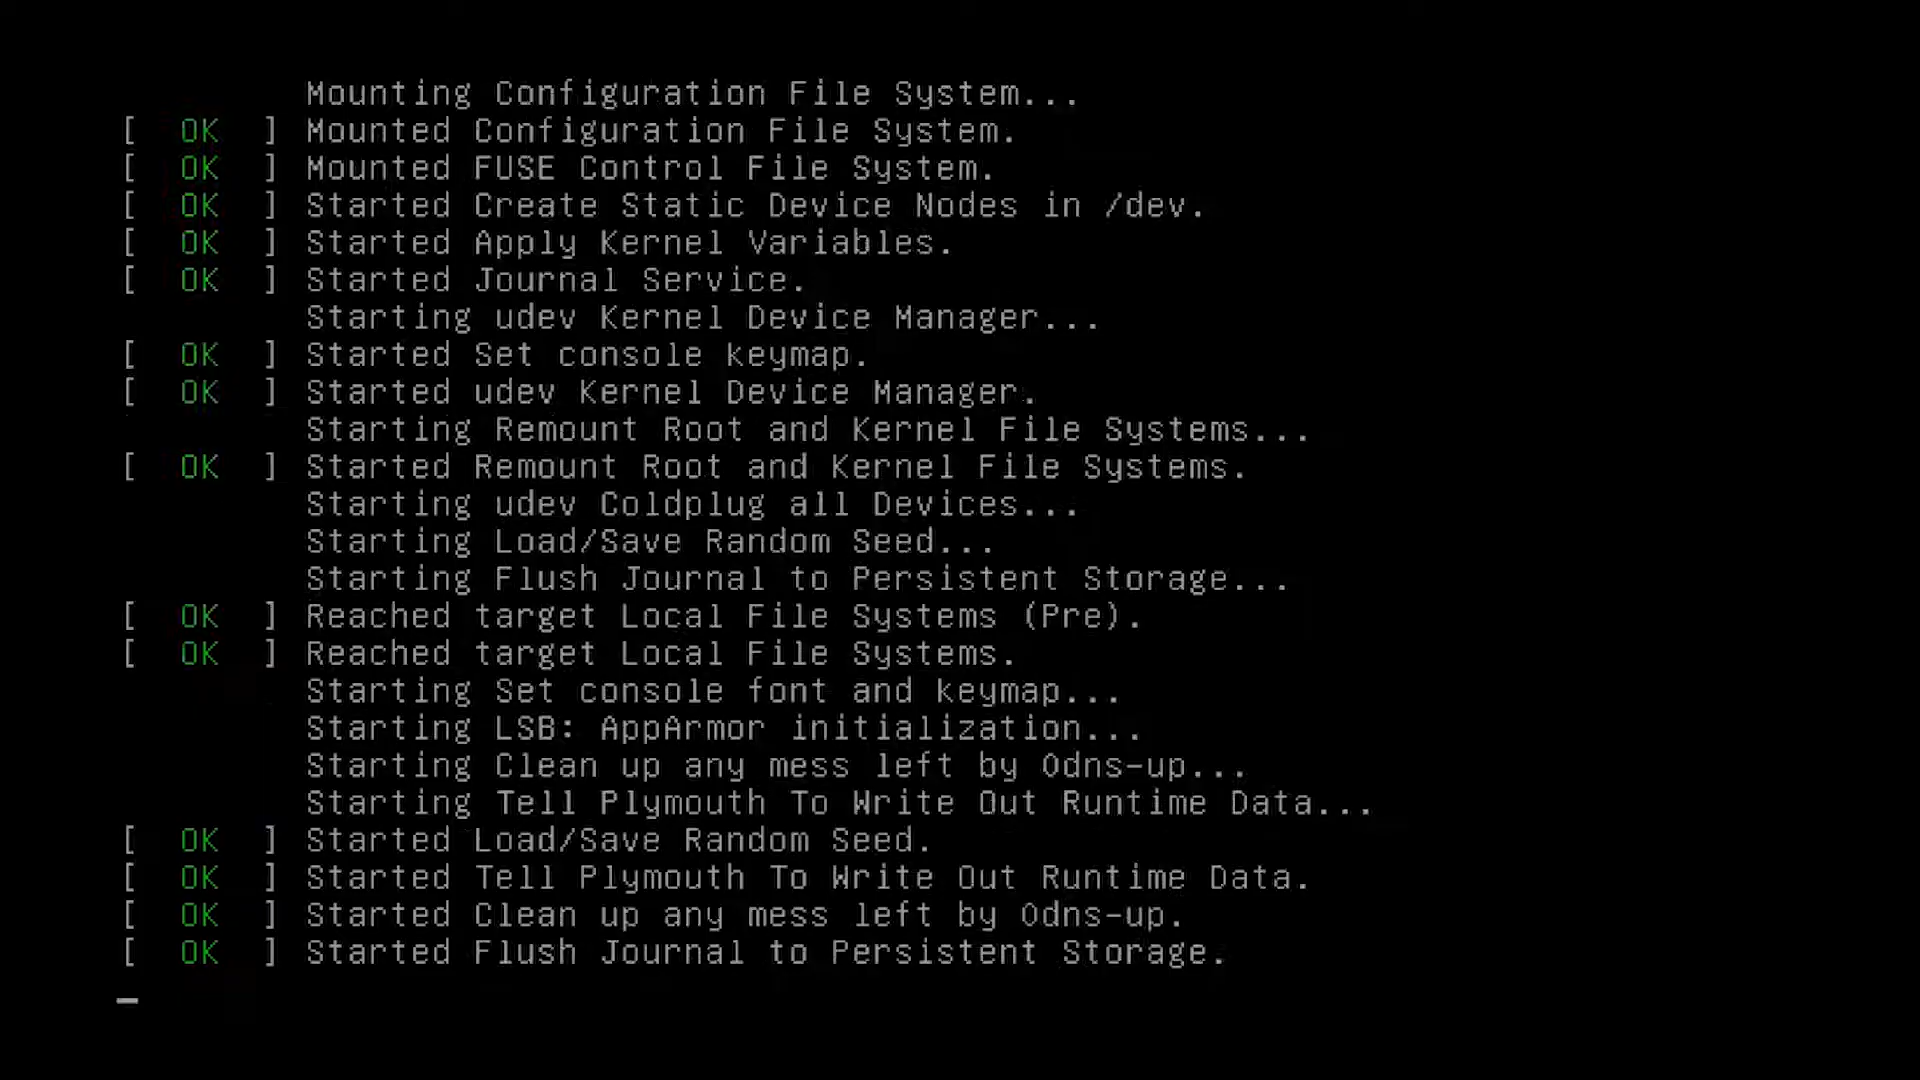 Mounting Configuration File System...
[  OK  ] Mounted Configuration File System.
[  OK  ] Mounted FUSE Control File System.
[  OK  ] Started Create Static Device Nodes in /dev.
[  OK  ] Started Apply Kernel Variables.
[  OK  ] Started Journal Service.
Starting udev Kernel Device Manager...
[  OK  ] Started Set console keymap.
[  OK  ] Started udev Kernel Device Manager.
Starting Remount Root and Kernel File Systems...
[  OK  ] Started Remount Root and Kernel File Systems.
Starting udev Coldplug all Devices...
Starting Load/Save Random Seed...
Starting Flush Journal to Persistent Storage...
[  OK  ] Reached target Local File Systems (Pre).
[  OK  ] Reached target Local File Systems.
Starting Set console font and keymap...
Starting LSB: AppArmor initialization...
Starting Clean up any mess left by 0dns-up...
Starting Tell Plymouth To Write Out Runtime Data...
[  OK  ] Started Load/Save Random Seed.
[  OK  ] Started Tell Plymouth To Write Out Runtime Data.
[  OK  ] Started Clean up any mess left by 0dns-up.
[  OK  ] Started Flush Journal to Persistent Storage.